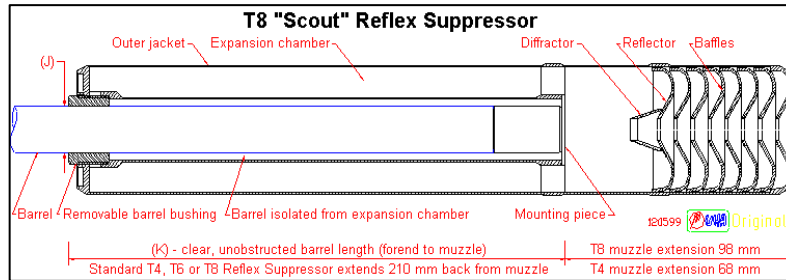 T8 "Scout" Reflex Suppressor
Outer jacket
Expansion chamber
Diffractor
Reflector
Baffles
(J)
Barrel
Removable barrel bushing
Barrel isolated from expansion chamber
Mounting piece
120599
Original
(K) - clear, unobstructed barrel length (forend to muzzle)
T8 muzzle extension 98 mm
Standard T4, T6 or T8 Reflex Suppressor extends 210 mm back from muzzle
T4 muzzle extension 68 mm